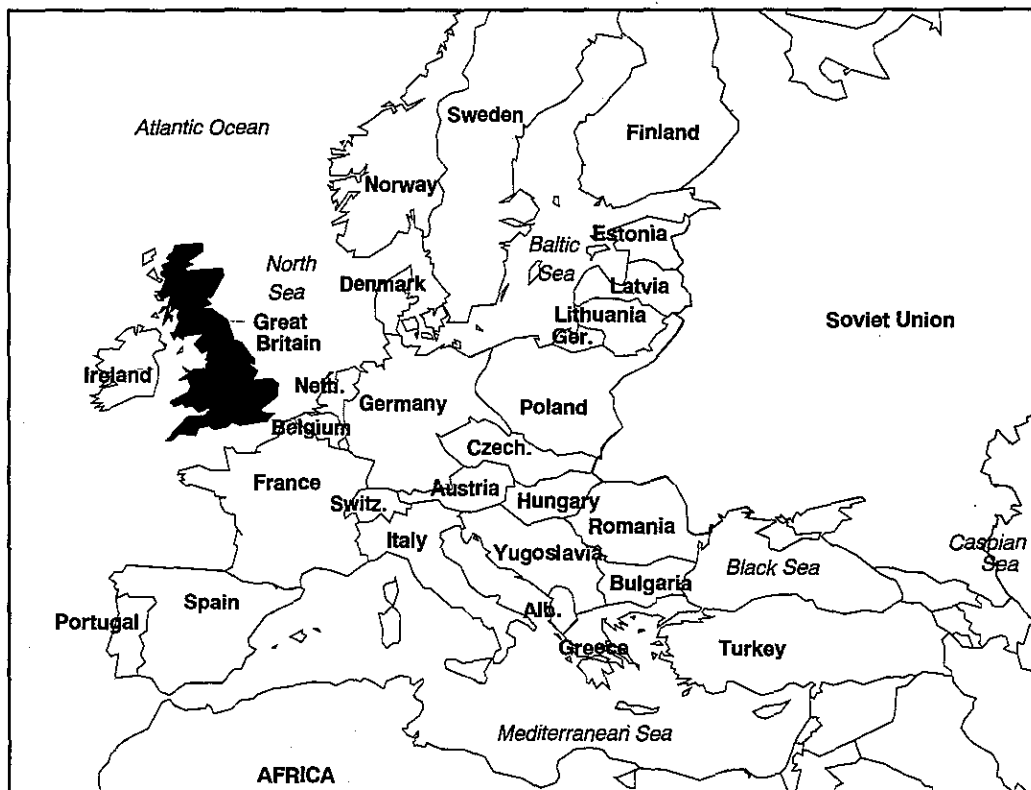 Sweden
Finland
Atlantic Ocean
Norway
Estonia
Baltic
Sea
North
Sea
Denmark
Latvia
Lithuania
Ger.
Soviet Union
Great
Britain
Ireland
Neth.
Germany
Poland
Belgium
Czech.
France
Austria
Switz.
Hungary
Romania
Italy
Yugoslavia
Caspian
Sea
Black Sea
Bulgaria
Spain
Alb.
Portugal
Greece
Turkey
Mediterranean Sea
AFRICA